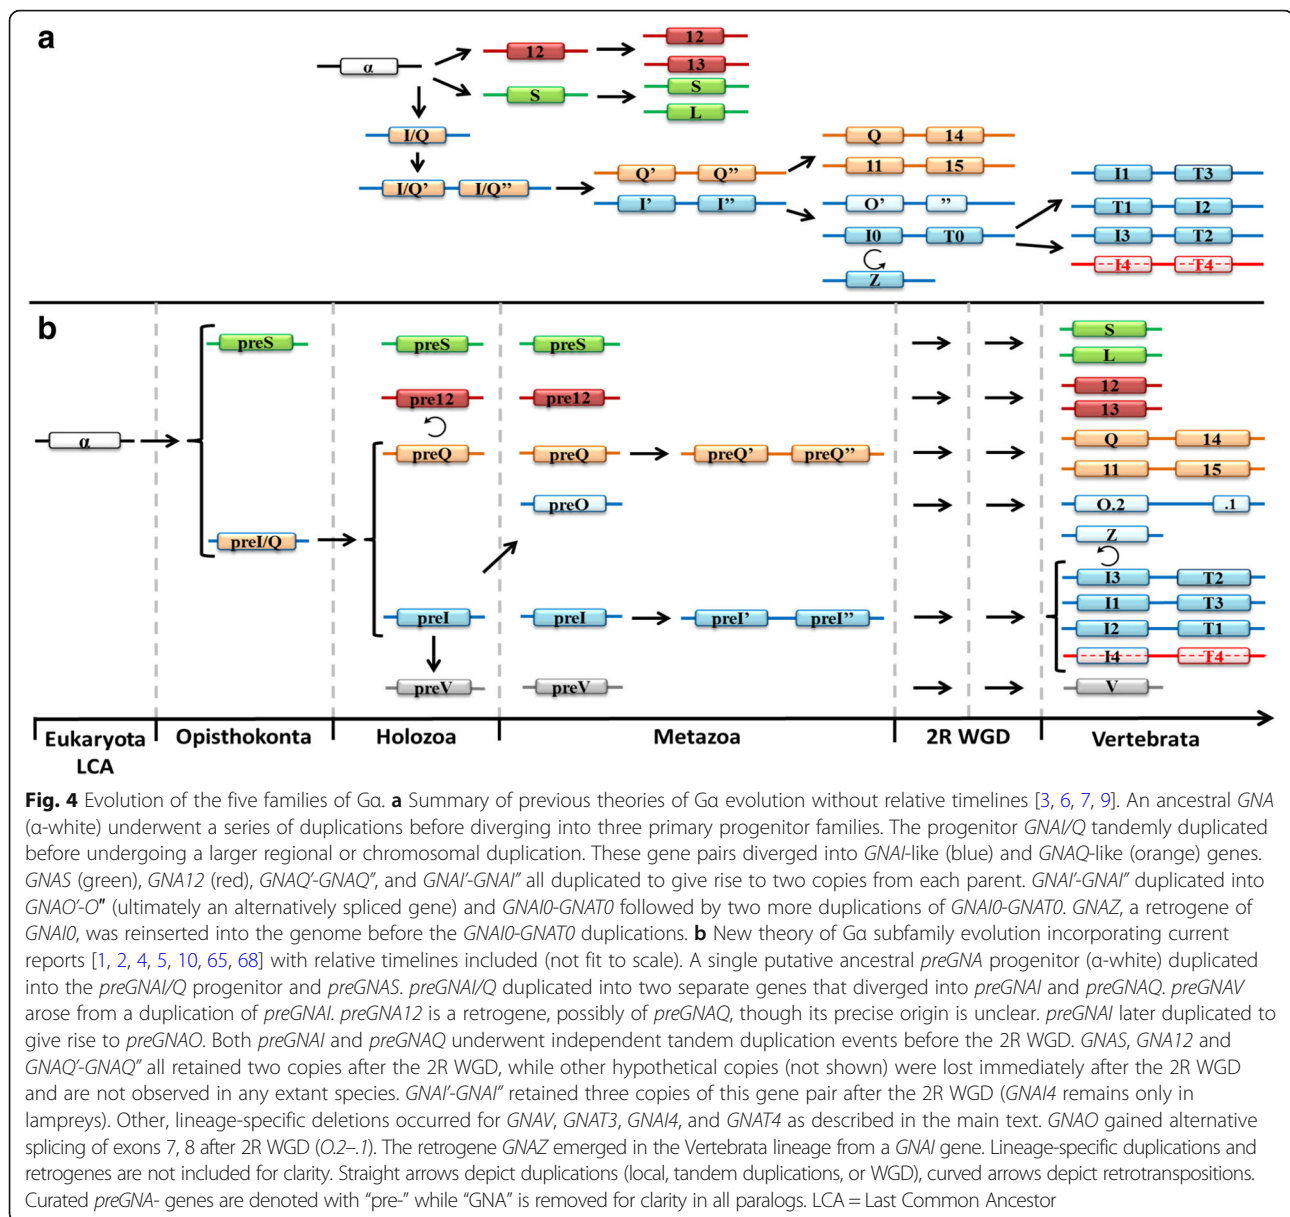 a
α
12
12
13
S
S
L
I/Q
I/Q' I/Q"
Q' Q"
I' I"
Q 14
11 15
O' "
I0 T0
Z
I1 T3
T1 I2
I3 T2
I4 T4
b
α
preS
preI/Q
preS
pre12
preQ
preI
preV
preS
pre12
preQ
preO
preI
preV
preQ' preQ"
preI' preI"
S
L
12
13
Q 14
11 15
O.2 .1
Z
I3 T2
I1 T3
I2 T1
I4 T4
V
Eukaryota
LCA
Opisthokonta
Holozoa
Metazoa
2R WGD
Vertebrata
Fig. 4 Evolution of the five families of Gα. a Summary of previous theories of Gα evolution without relative timelines [3, 6, 7, 9]. An ancestral GNA
(α-white) underwent a series of duplications before diverging into three primary progenitor families. The progenitor GNAI/Q tandemly duplicated
before undergoing a larger regional or chromosomal duplication. These gene pairs diverged into GNAI-like (blue) and GNAQ-like (orange) genes.
GNAS (green), GNA12 (red), GNAQ'-GNAQ", and GNAI'-GNAI" all duplicated to give rise to two copies from each parent. GNAI'-GNAI" duplicated into
GNAO'-O" (ultimately an alternatively spliced gene) and GNAI0-GNAT0 followed by two more duplications of GNAI0-GNAT0. GNAZ, a retrogene of
GNAI0, was reinserted into the genome before the GNAI0-GNAT0 duplications. b New theory of Gα subfamily evolution incorporating current
reports [1, 2, 4, 5, 10, 65, 68] with relative timelines included (not fit to scale). A single putative ancestral preGNA progenitor (α-white) duplicated
into the preGNAI/Q progenitor and preGNAS. preGNAI/Q duplicated into two separate genes that diverged into preGNAI and preGNAQ. preGNAV
arose from a duplication of preGNAI. preGNA12 is a retrogene, possibly of preGNAQ, though its precise origin is unclear. preGNAI later duplicated to
give rise to preGNAO. Both preGNAI and preGNAQ underwent independent tandem duplication events before the 2R WGD. GNAS, GNA12 and
GNAQ'-GNAQ" all retained two copies after the 2R WGD, while other hypothetical copies (not shown) were lost immediately after the 2R WGD
and are not observed in any extant species. GNAI'-GNAI" retained three copies of this gene pair after the 2R WGD (GNAI4 remains only in
lampreys). Other, lineage-specific deletions occurred for GNAV, GNAT3, GNAI4, and GNAT4 as described in the main text. GNAO gained alternative
splicing of exons 7, 8 after 2R WGD (O.2–.1). The retrogene GNAZ emerged in the Vertebrata lineage from a GNAI gene. Lineage-specific duplications and
retrogenes are not included for clarity. Straight arrows depict duplications (local, tandem duplications, or WGD), curved arrows depict retrotranspositions.
Curated preGNA- genes are denoted with “pre-” while “GNA” is removed for clarity in all paralogs. LCA = Last Common Ancestor